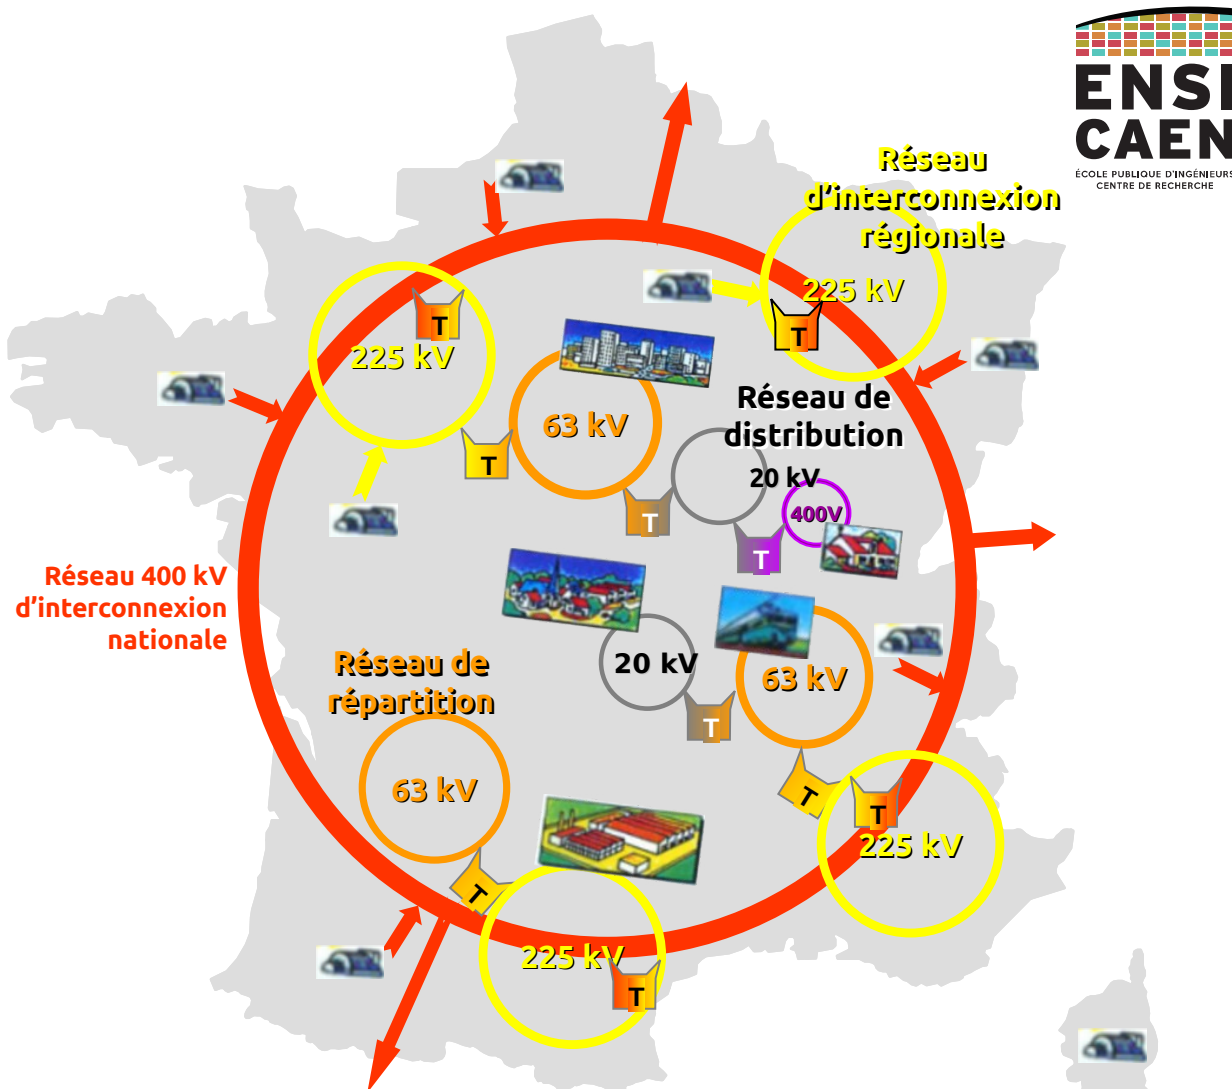 ENSI
CAEN
ÉCOLE PUBLIQUE D'INGÉNIEURS
CENTRE DE RECHERCHE
Réseau
d’interconnexion
régionale
225 kV
T
T
225 kV
Réseau de
distribution
63 kV
T
20 kV
400V
T
T
Réseau 400 kV
d’interconnexion
nationale
20 kV
63 kV
Réseau de
répartition
T
63 kV
T
T
225 kV
T
225 kV
T